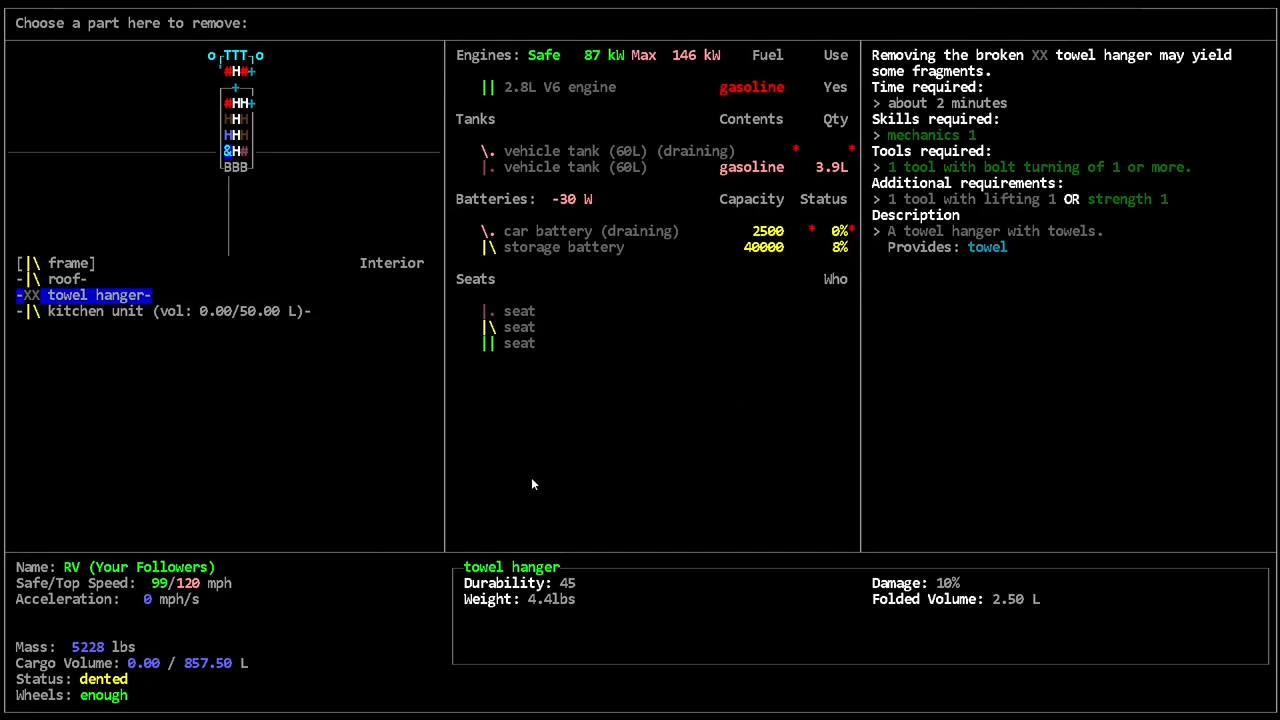 Choose a part here to remove:
o┌TTT┐o
#H#+
+
#HH+
HHH
HHH
&H#
BBB
[|\ frame] Interior
-|\ roof-
-XX towel hanger-
-|\ kitchen unit (vol: 0.00/50.00 L)-
Engines: Safe 87 kW Max 146 kW Fuel Use
|| 2.8L V6 engine gasoline Yes
Tanks Contents Qty
\. vehicle tank (60L) (draining) * *
|. vehicle tank (60L) gasoline 3.9L
Batteries: -30 W Capacity Status
\. car battery (draining) 2500 * 0%*
|\ storage battery 40000 8%
Seats Who
|. seat
|\ seat
|| seat
Removing the broken XX towel hanger may yield
some fragments.
Time required:
> about 2 minutes
Skills required:
> mechanics 1
Tools required:
> 1 tool with bolt turning of 1 or more.
Additional requirements:
> 1 tool with lifting 1 OR strength 1
Description
> A towel hanger with towels.
Provides: towel
Name: RV (Your Followers)
Safe/Top Speed: 99/120 mph
Acceleration: 0 mph/s
Mass: 5228 lbs
Cargo Volume: 0.00 / 857.50 L
Status: dented
Wheels: enough
towel hanger
Durability: 45 Damage: 10%
Weight: 4.4lbs Folded Volume: 2.50 L